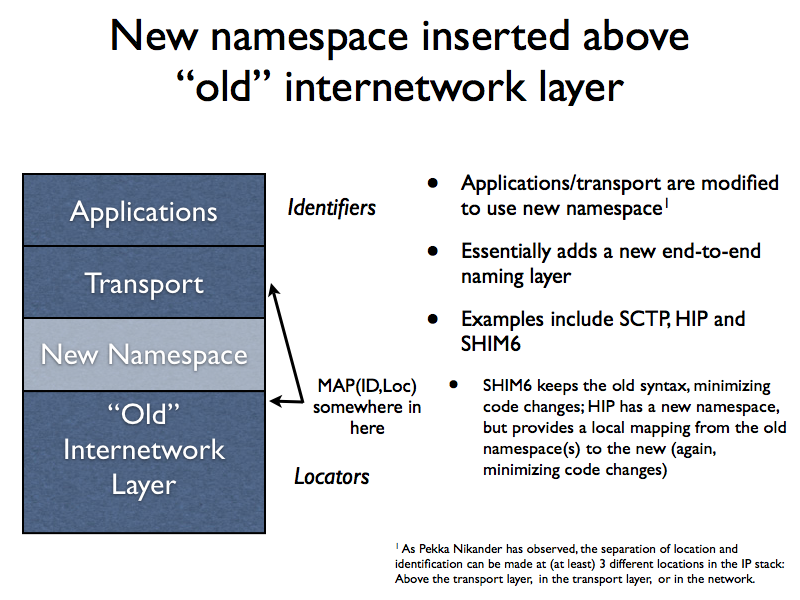 New namespace inserted above
“old” internetwork layer
Applications
Transport
New Namespace
“Old”
Internetwork
Layer
Identifiers
MAP(ID,Loc)
somewhere in
here
Locators
• Applications/transport are modified
to use new namespace¹
• Essentially adds a new end-to-end
naming layer
• Examples include SCTP, HIP and
SHIM6
• SHIM6 keeps the old syntax, minimizing
code changes; HIP has a new namespace,
but provides a local mapping from the old
namespace(s) to the new (again,
minimizing code changes)
¹ As Pekka Nikander has observed, the separation of location and
identification can be made at (at least) 3 different locations in the IP stack:
Above the transport layer, in the transport layer, or in the network.